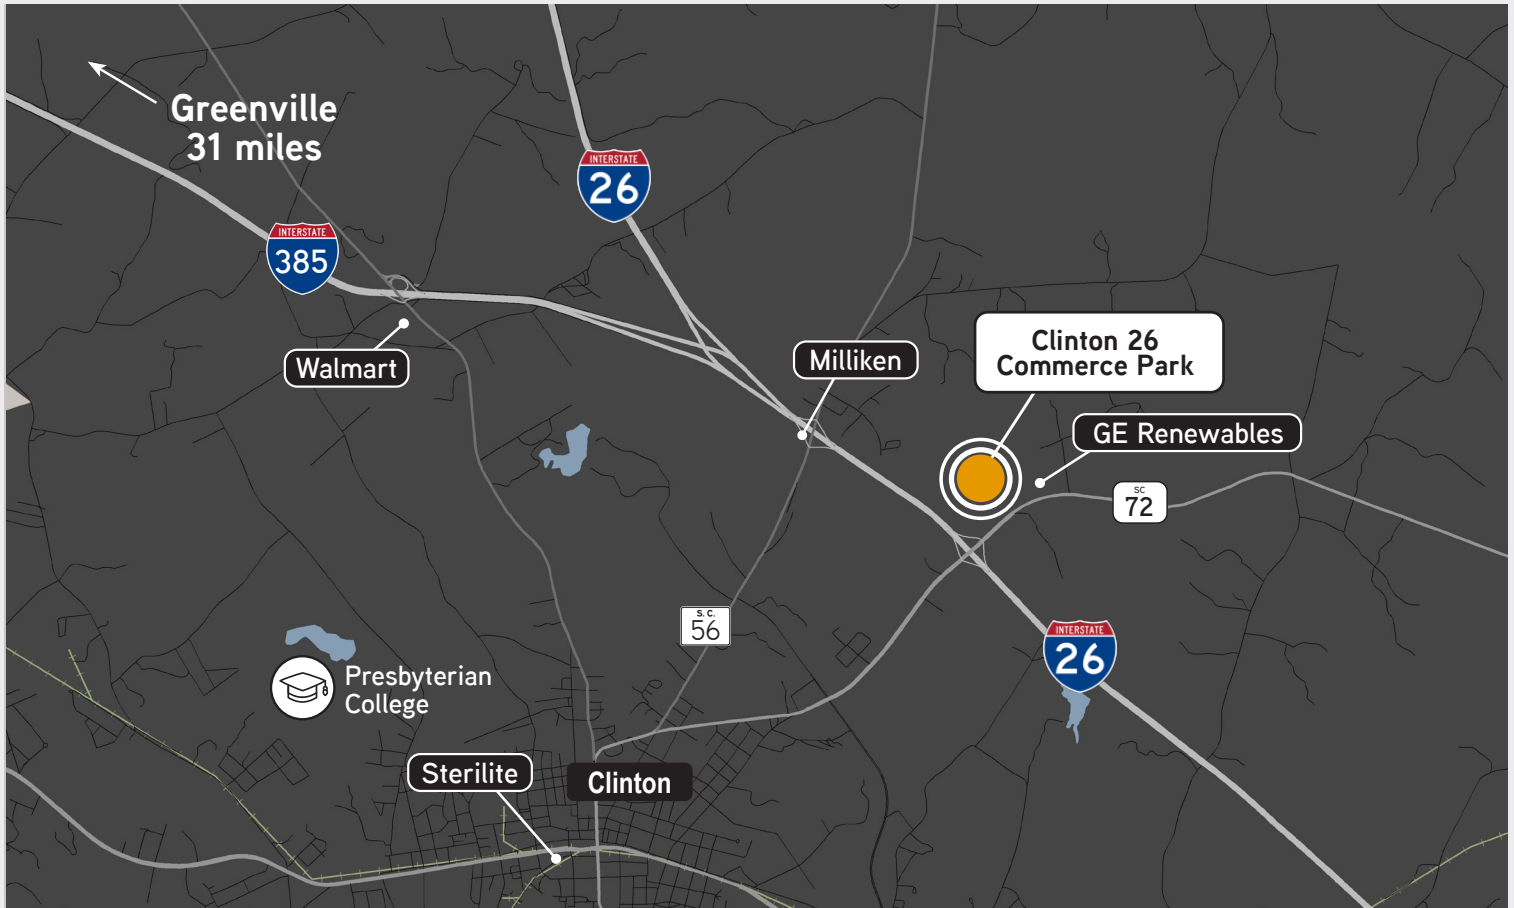 Greenville
31 miles
INTERSTATE
26
INTERSTATE
385
Walmart
Milliken
Clinton 26
Commerce Park
GE Renewables
SC
72
S.C.
56
INTERSTATE
26
Presbyterian
College
Sterilite
Clinton